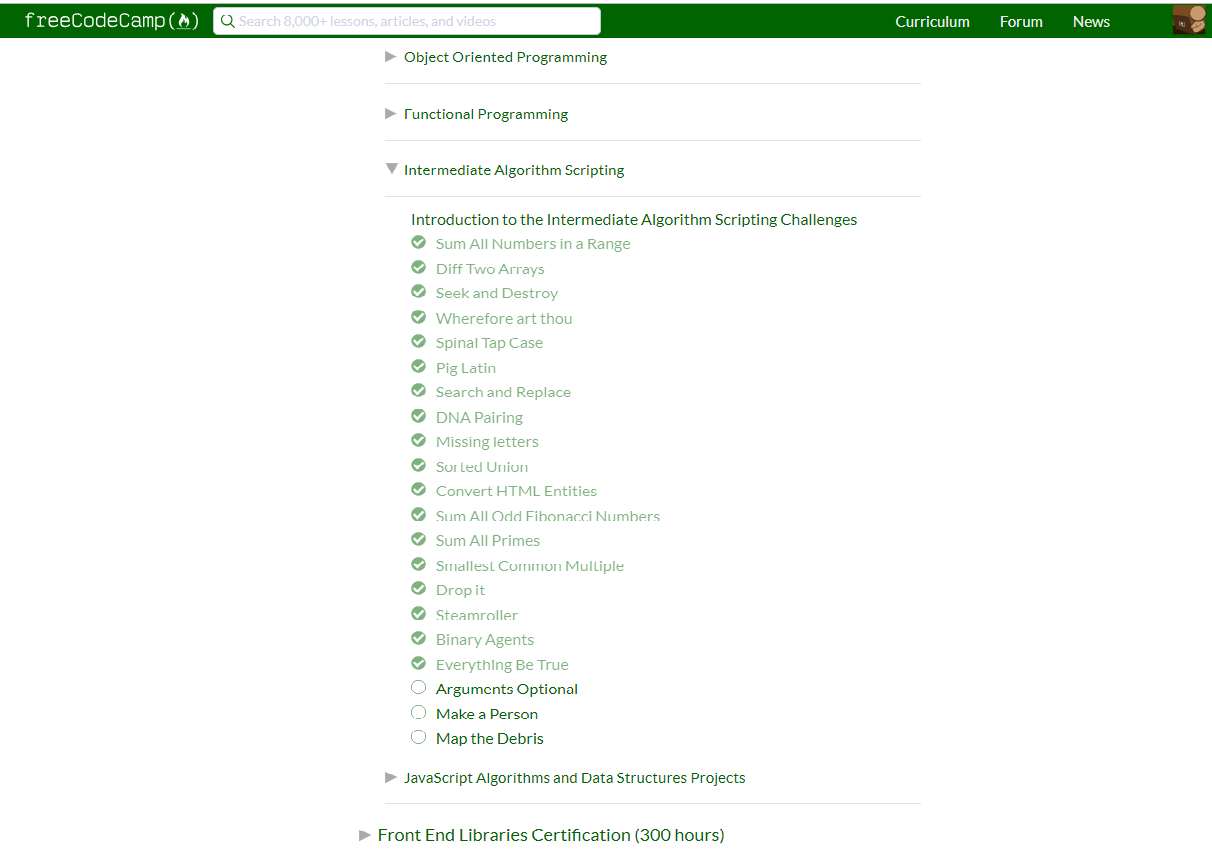 freeCodeCamp(🔥)
Search 8,000+ lessons, articles, and videos
Curriculum
Forum
News
Object Oriented Programming
Functional Programming
Intermediate Algorithm Scripting
Introduction to the Intermediate Algorithm Scripting Challenges
Sum All Numbers in a Range
Diff Two Arrays
Seek and Destroy
Wherefore art thou
Spinal Tap Case
Pig Latin
Search and Replace
DNA Pairing
Missing letters
Sorted Union
Convert HTML Entities
Sum All Odd Fibonacci Numbers
Sum All Primes
Smallest Common Multiple
Drop it
Steamroller
Binary Agents
Everything Be True
Arguments Optional
Make a Person
Map the Debris
JavaScript Algorithms and Data Structures Projects
Front End Libraries Certification (300 hours)